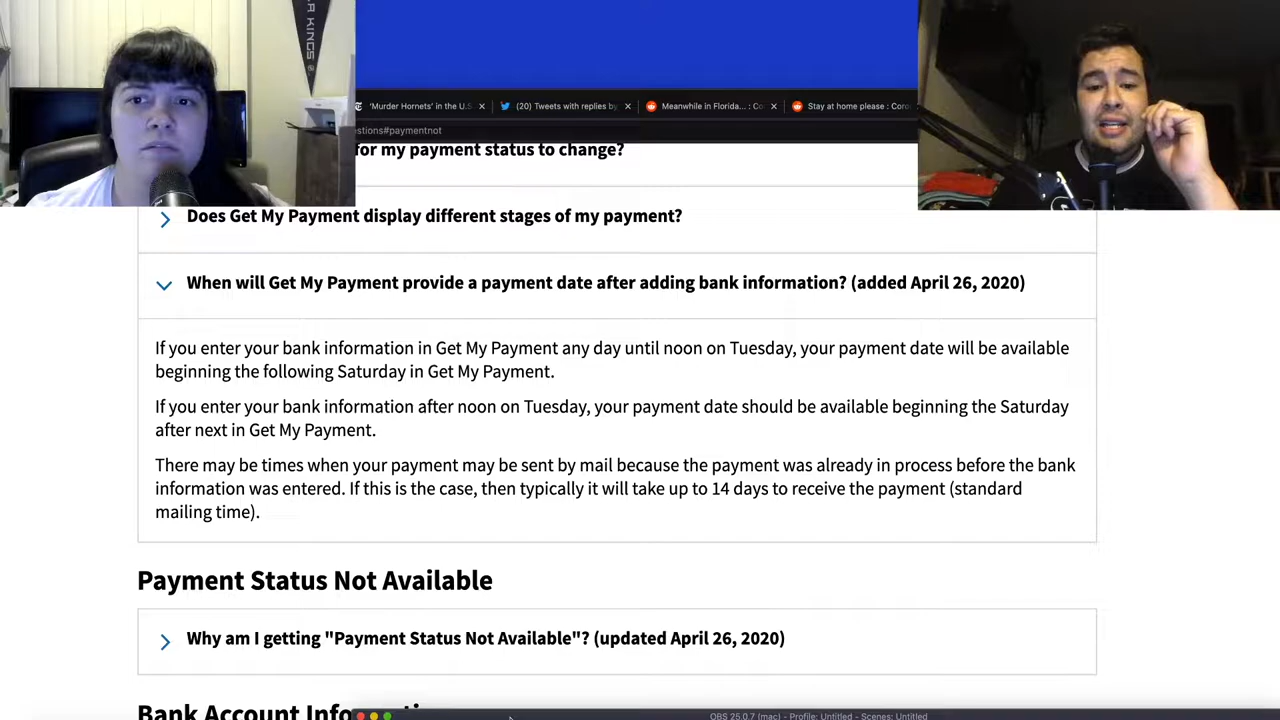 KINGS
'Murder Hornets' in the U.S
(20) Tweets with replies by
Meanwhile in Florida... : Co
Stay at home please : Coro
estions#paymentnot
for my payment status to change?
Does Get My Payment display different stages of my payment?
When will Get My Payment provide a payment date after adding bank information? (added April 26, 2020)
If you enter your bank information in Get My Payment any day until noon on Tuesday, your payment date will be available
beginning the following Saturday in Get My Payment.
If you enter your bank information after noon on Tuesday, your payment date should be available beginning the Saturday
after next in Get My Payment.
There may be times when your payment may be sent by mail because the payment was already in process before the bank
information was entered. If this is the case, then typically it will take up to 14 days to receive the payment (standard
mailing time).
Payment Status Not Available
Why am I getting "Payment Status Not Available"? (updated April 26, 2020)
Bank Account Info
OBS 25.0.7 (mac) - Profile: Untitled - Scenes: Untitled